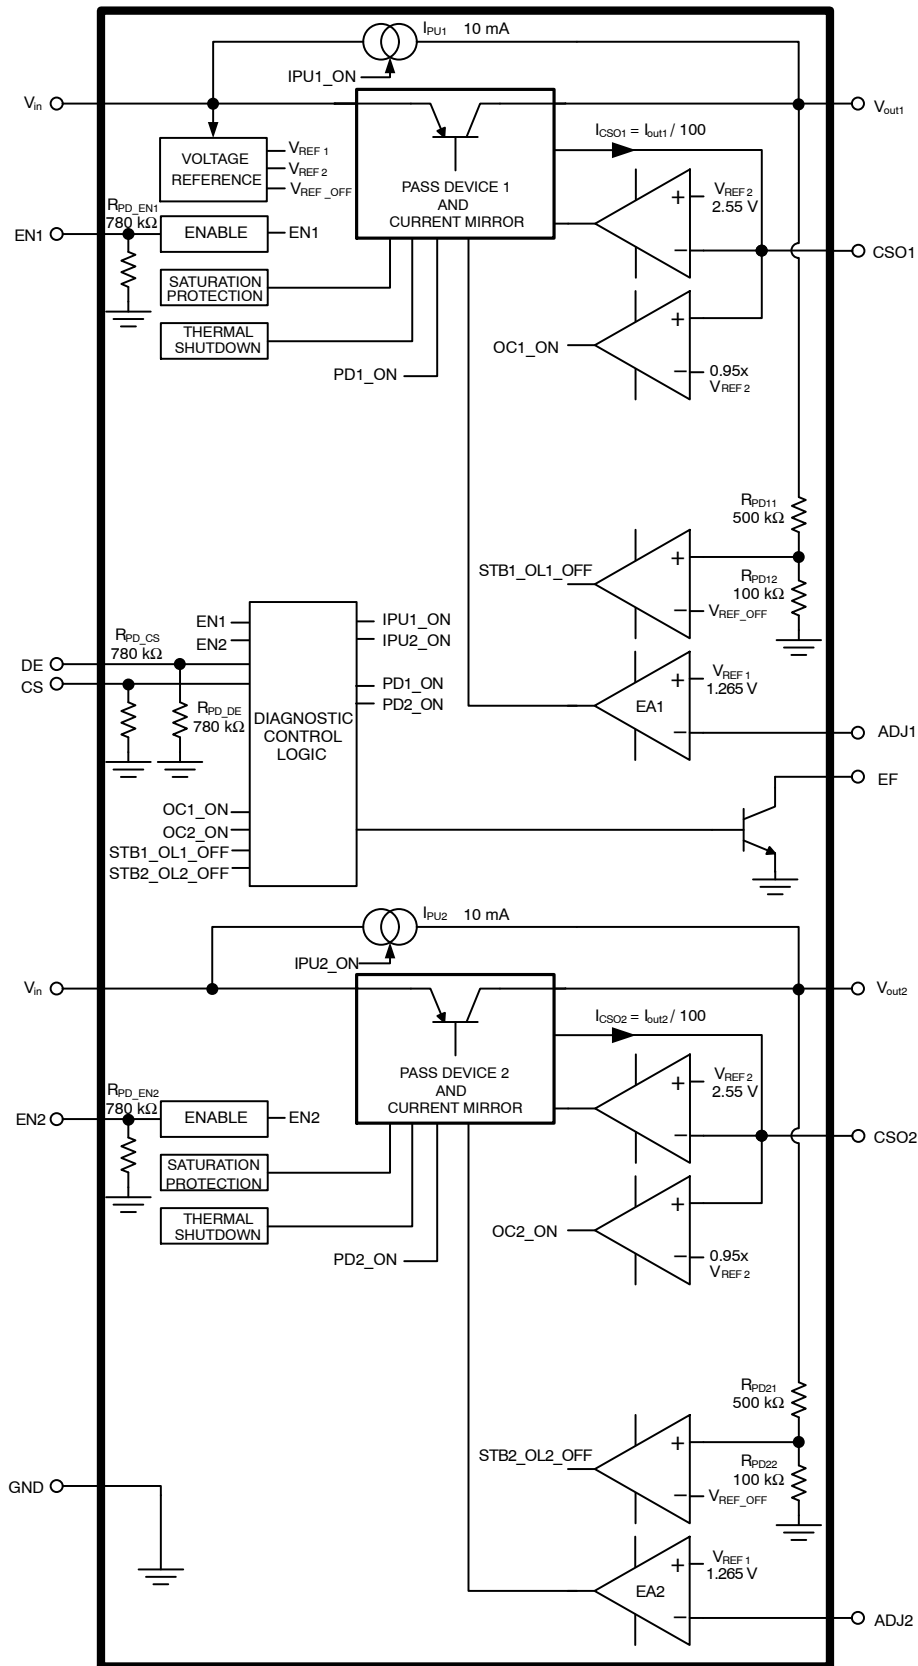 IPU1 10 mA
IPU1_ON
Vin
Vout1
ICSO1 = Iout1 / 100
VOLTAGE
REFERENCE
VREF 1
VREF 2
VREF_OFF
PASS DEVICE 1
AND
CURRENT MIRROR
+
VREF 2
2.55 V
−
RPD_EN1
780 kΩ
EN1
ENABLE
EN1
CSO1
SATURATION
PROTECTION
THERMAL
SHUTDOWN
PD1_ON
OC1_ON
+
−
0.95x
VREF 2
RPD11
500 kΩ
STB1_OL1_OFF
+
−
RPD12
100 kΩ
VREF_OFF
EN1
EN2
IPU1_ON
IPU2_ON
RPD_CS
780 kΩ
DE
CS
RPD_DE
780 kΩ
DIAGNOSTIC
CONTROL
LOGIC
PD1_ON
PD2_ON
EA1
+
−
VREF 1
1.265 V
ADJ1
EF
OC1_ON
OC2_ON
STB1_OL1_OFF
STB2_OL2_OFF
IPU2 10 mA
IPU2_ON
Vin
Vout2
ICSO2 = Iout2 / 100
PASS DEVICE 2
AND
CURRENT MIRROR
+
VREF 2
2.55 V
−
RPD_EN2
780 kΩ
EN2
ENABLE
EN2
CSO2
SATURATION
PROTECTION
THERMAL
SHUTDOWN
PD2_ON
OC2_ON
+
−
0.95x
VREF 2
RPD21
500 kΩ
STB2_OL2_OFF
+
−
RPD22
100 kΩ
VREF_OFF
GND
EA2
+
−
VREF 1
1.265 V
ADJ2